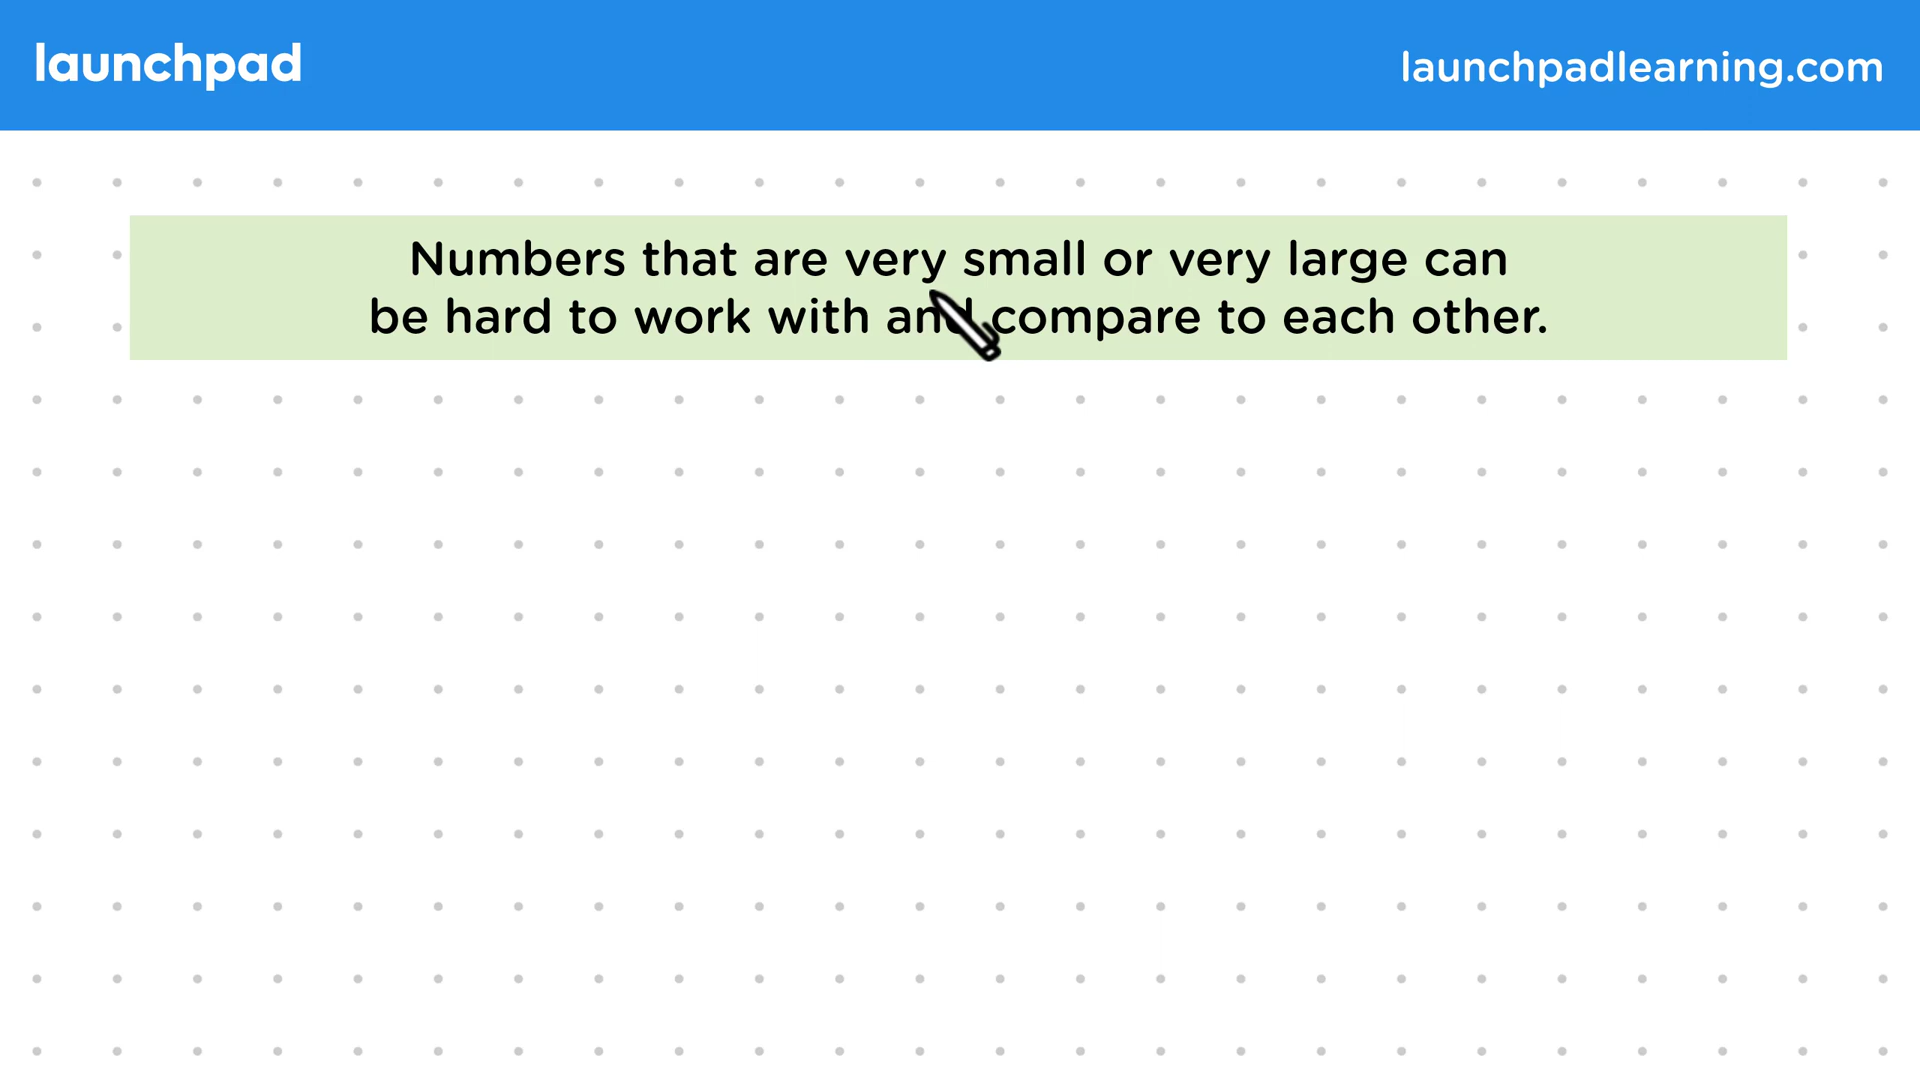 launchpad
launchpadlearning.com
Numbers that are very small or very large can
be hard to work with and compare to each other.